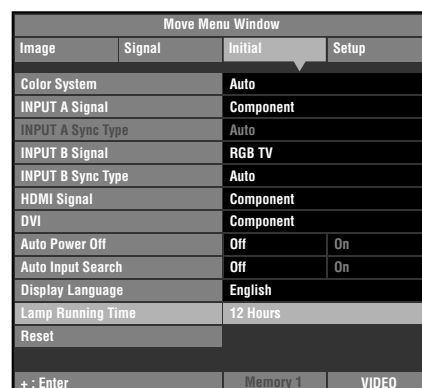 Move Menu Window
Image Signal Initial Setup
Color System Auto
INPUT A Signal Component
INPUT A Sync Type Auto
INPUT B Signal RGB TV
INPUT B Sync Type Auto
HDMI Signal Component
DVI Component
Auto Power Off Off On
Auto Input Search Off On
Display Language English
Lamp Running Time 12 Hours
Reset
+ : Enter Memory 1 VIDEO